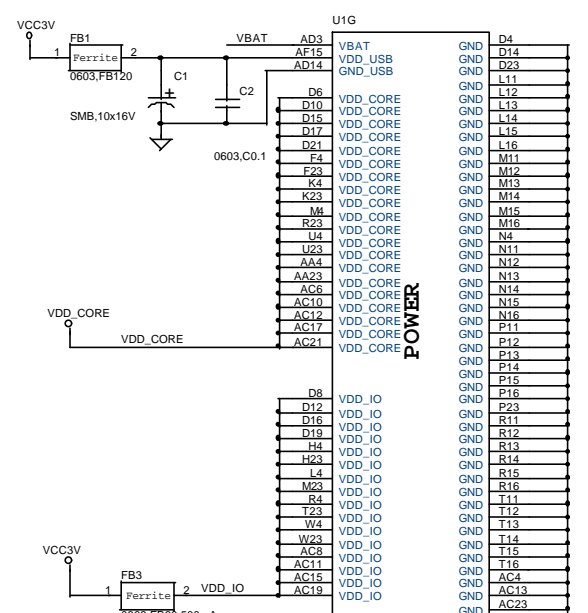 U1G
VCC3V
FB1
1 Ferrite 2
0603,FB120
C1
+
C2
SMB,10x16V
0603,C0.1
VBAT AD3 VBAT GND D4
AF15 VDD_USB GND D14
AD14 GND_USB GND D23
GND L11
D6 VDD_CORE GND L12
D10 VDD_CORE GND L13
D15 VDD_CORE GND L14
D17 VDD_CORE GND L15
D21 VDD_CORE GND L16
F4 VDD_CORE GND M11
F23 VDD_CORE GND M12
K4 VDD_CORE GND M13
K23 VDD_CORE GND M14
M4 VDD_CORE GND M15
R23 VDD_CORE GND M16
U4 VDD_CORE GND N4
U23 VDD_CORE GND N11
AA4 VDD_CORE GND N12
AA23 VDD_CORE GND N13
AC6 VDD_CORE GND N14
AC10 VDD_CORE GND N15
AC12 VDD_CORE GND N16
AC17 VDD_CORE GND P11
AC21 VDD_CORE GND P12
POWER
VDD_CORE
VDD_CORE
GND P13
GND P14
GND P15
D8 VDD_IO GND P16
D12 VDD_IO GND P23
D16 VDD_IO GND R11
D19 VDD_IO GND R12
H4 VDD_IO GND R13
H23 VDD_IO GND R14
L4 VDD_IO GND R15
M23 VDD_IO GND R16
R4 VDD_IO GND T11
T23 VDD_IO GND T12
W4 VDD_IO GND T13
W23 VDD_IO GND T14
AC8 VDD_IO GND T15
AC11 VDD_IO GND T16
AC15 VDD_IO GND AC4
AC19 VDD_IO GND AC13
GND AC23
VCC3V
FB3
1 Ferrite 2 VDD_IO